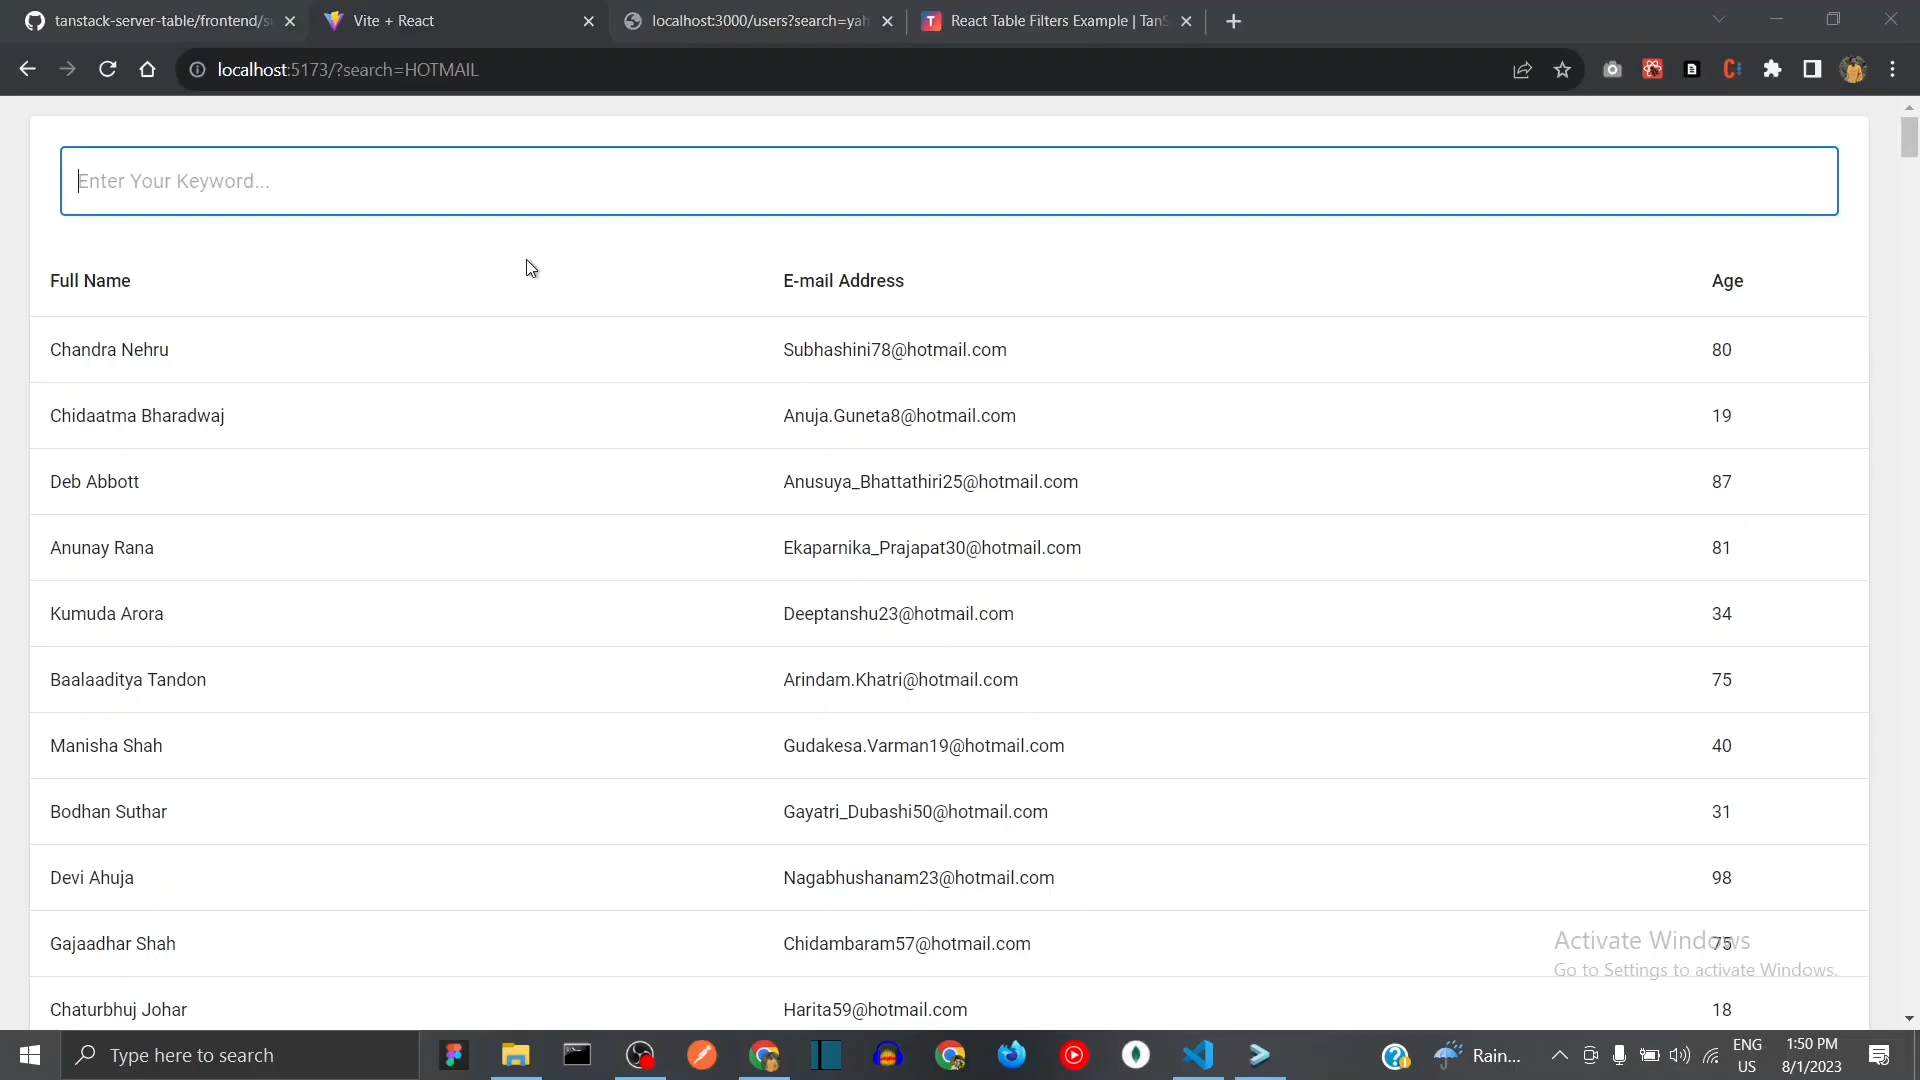 tanstack-server-table/frontend/s
Vite + React
localhost:3000/users?search=yah
React Table Filters Example | TanS
localhost:5173/?search=HOTMAIL
Enter Your Keyword...
Full Name E-mail Address Age
Chandra Nehru Subhashini78@hotmail.com 80
Chidaatma Bharadwaj Anuja.Guneta8@hotmail.com 19
Deb Abbott Anusuya_Bhattathiri25@hotmail.com 87
Anunay Rana Ekaparnika_Prajapat30@hotmail.com 81
Kumuda Arora Deeptanshu23@hotmail.com 34
Baalaaditya Tandon Arindam.Khatri@hotmail.com 75
Manisha Shah Gudakesa.Varman19@hotmail.com 40
Bodhan Suthar Gayatri_Dubashi50@hotmail.com 31
Devi Ahuja Nagabhushanam23@hotmail.com 98
Gajaadhar Shah Chidambaram57@hotmail.com 75
Activate Windows
Go to Settings to activate Windows.
Chaturbhuj Johar Harita59@hotmail.com 18
Type here to search
Rain...
ENG
US
1:50 PM
8/1/2023